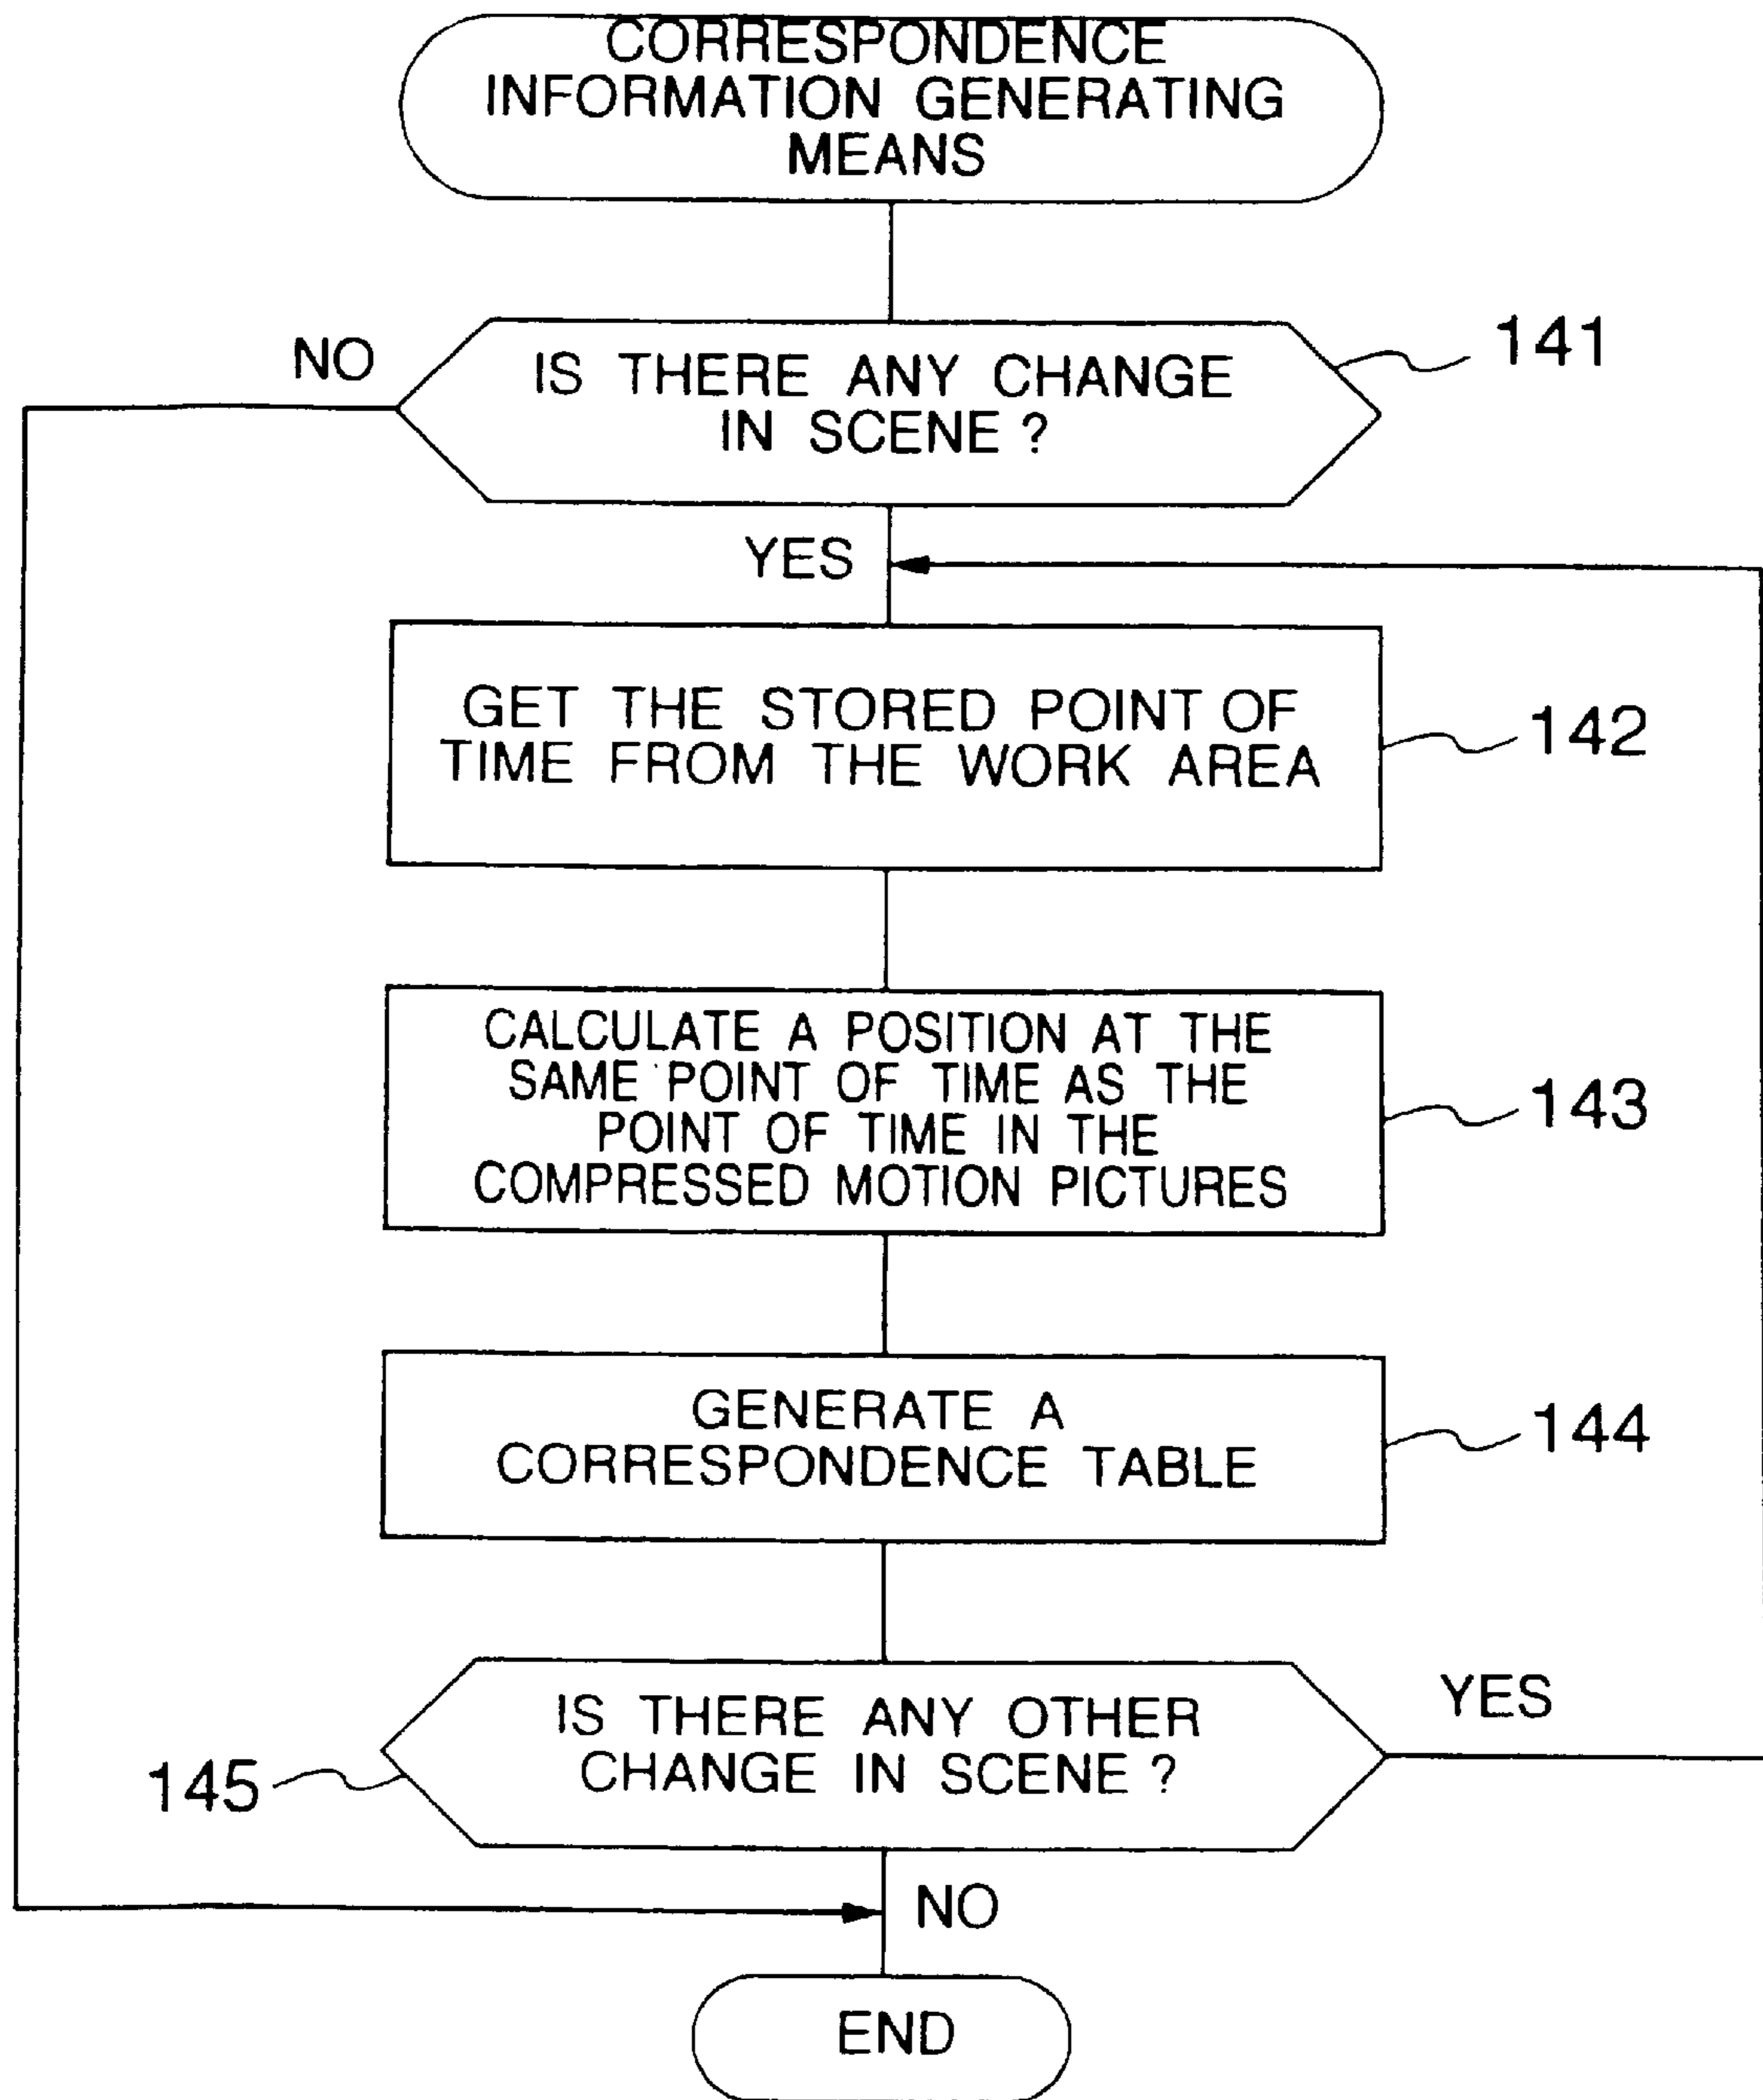 CORRESPONDENCE
INFORMATION GENERATING
MEANS
NO
IS THERE ANY CHANGE
IN SCENE ?
141
YES
GET THE STORED POINT OF
TIME FROM THE WORK AREA
142
CALCULATE A POSITION AT THE
SAME POINT OF TIME AS THE
POINT OF TIME IN THE
COMPRESSED MOTION PICTURES
143
GENERATE A
CORRESPONDENCE TABLE
144
IS THERE ANY OTHER
CHANGE IN SCENE ?
YES
145
NO
END